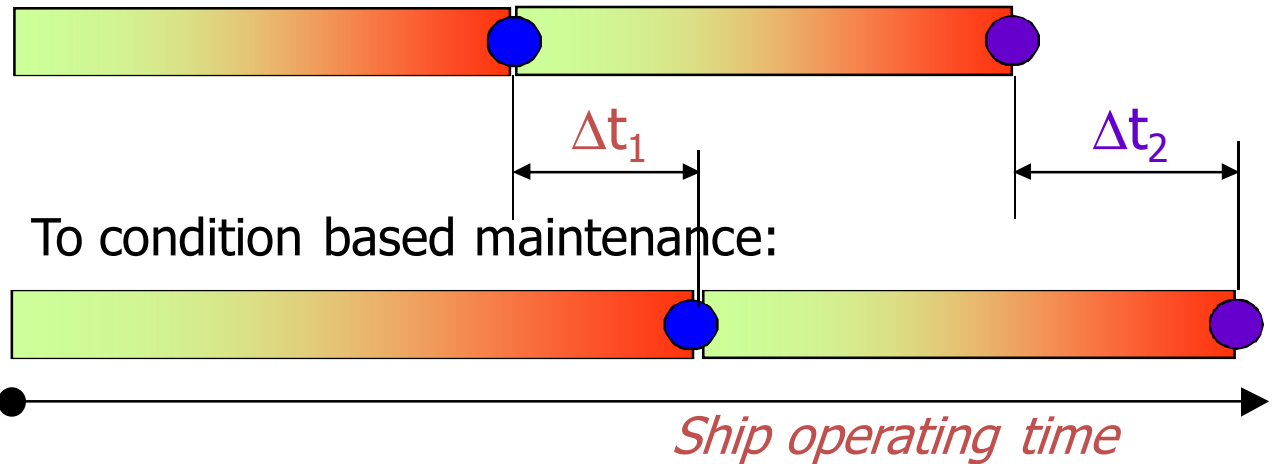 Δt₁ Δt₂
To condition based maintenance:
Ship operating time